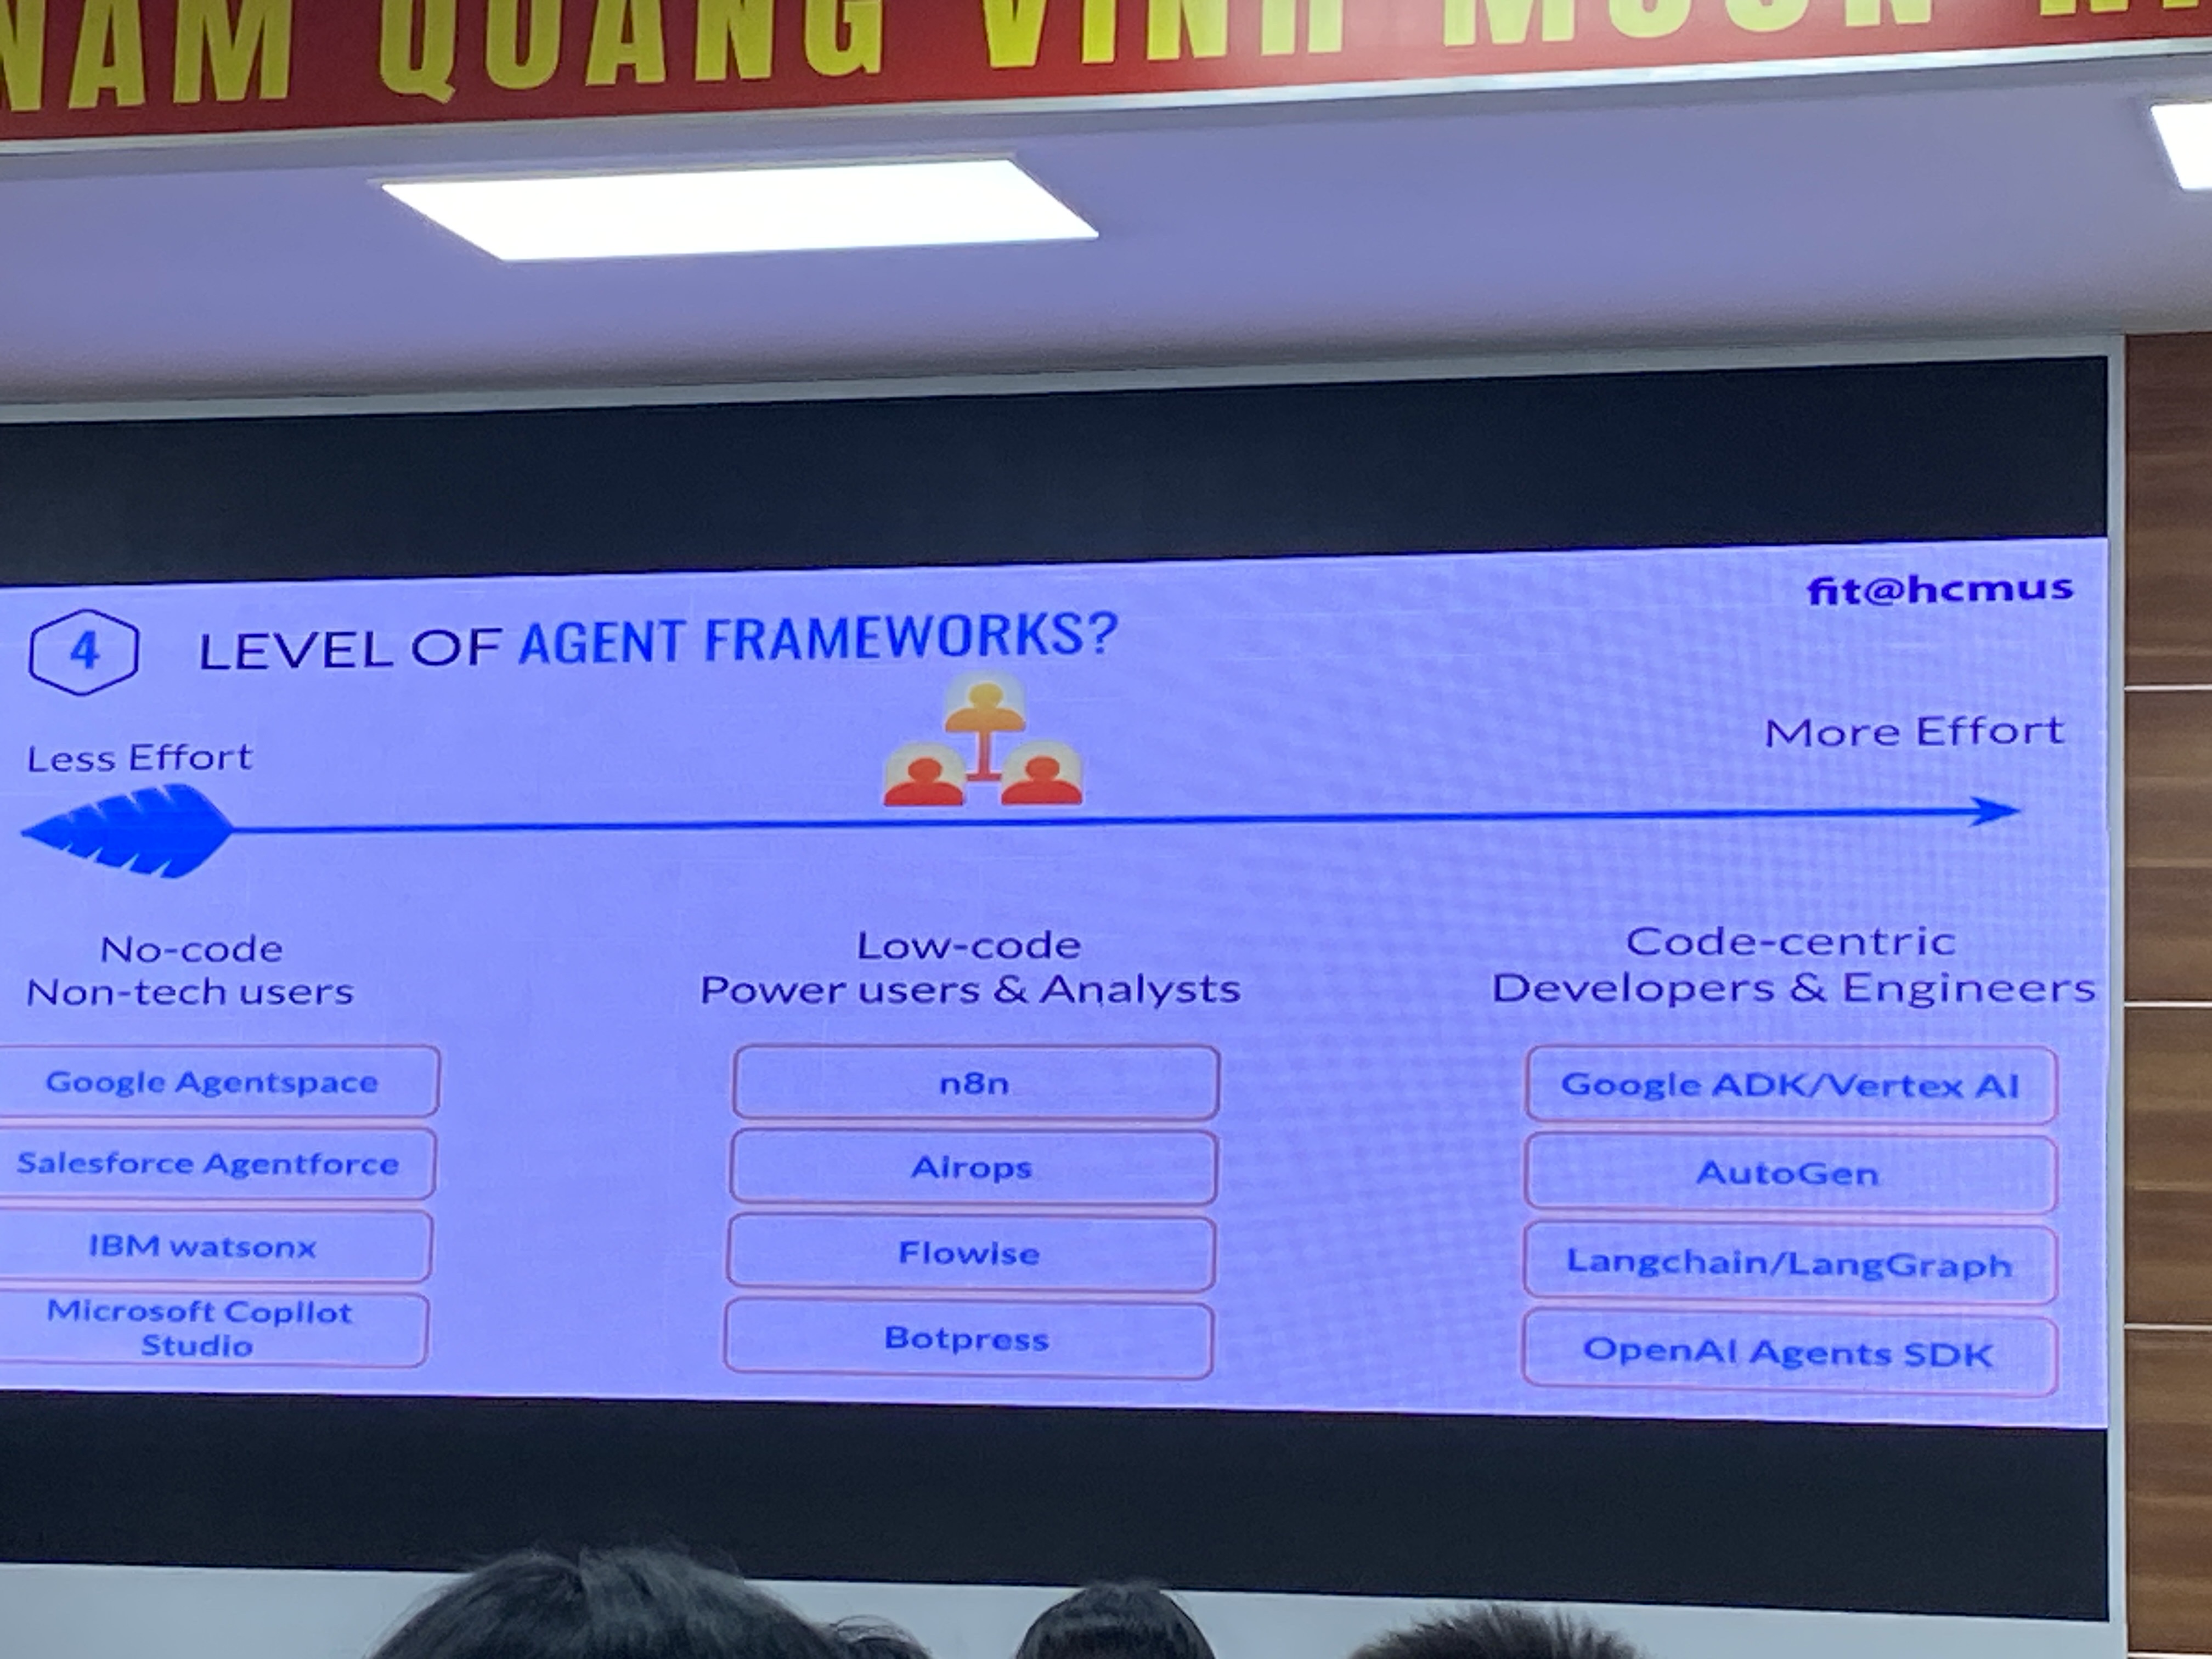 NAM QUANG VINH MUÔN
fit@hcmus
4 LEVEL OF AGENT FRAMEWORKS?
Less Effort
More Effort
No-code
Non-tech users
Google Agentspace
Salesforce Agentforce
IBM watsonx
Microsoft Copilot
Studio
Low-code
Power users & Analysts
n8n
Airops
Flowise
Botpress
Code-centric
Developers & Engineers
Google ADK/Vertex AI
AutoGen
Langchain/LangGraph
OpenAI Agents SDK